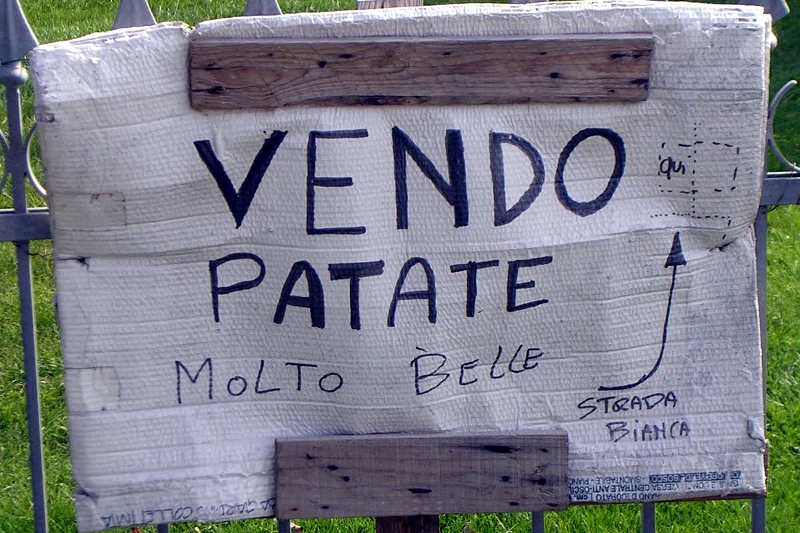 VENDO
qui
PATATE
MOLTO BELLE
STRADA
BIANCA